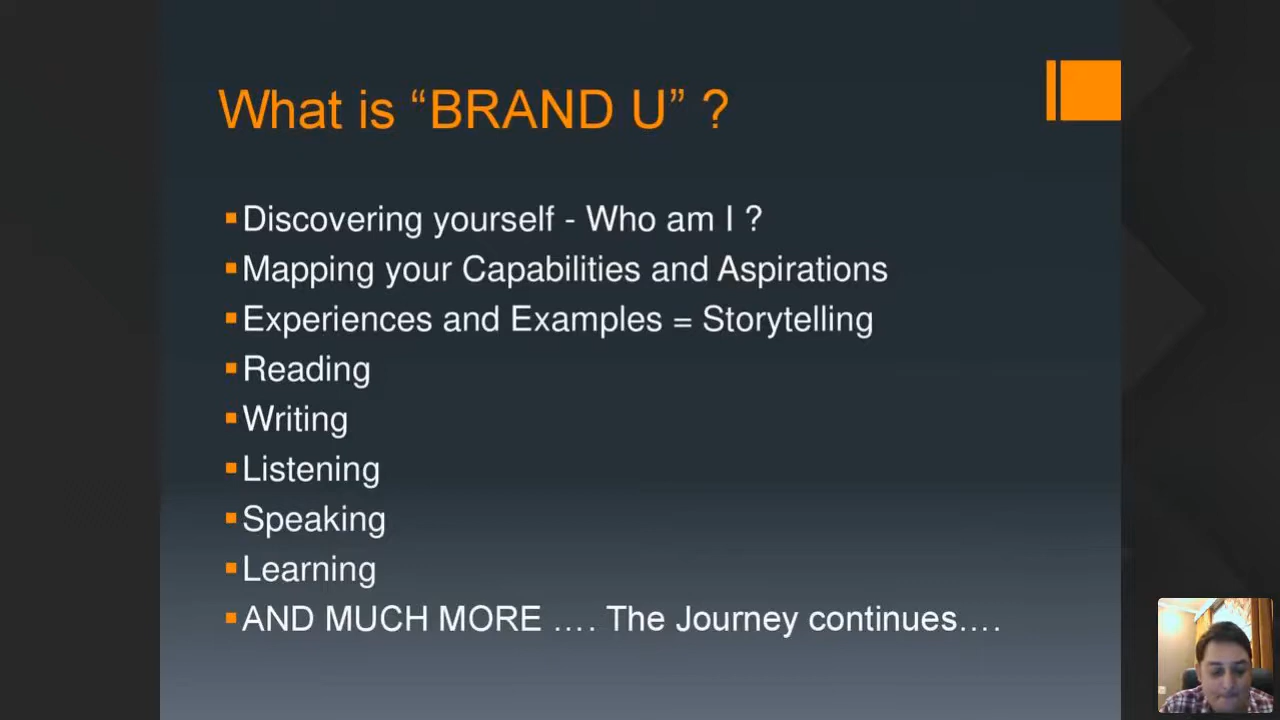 What is “BRAND U” ?
Discovering yourself - Who am I ?
Mapping your Capabilities and Aspirations
Experiences and Examples = Storytelling
Reading
Writing
Listening
Speaking
Learning
AND MUCH MORE …. The Journey continues….